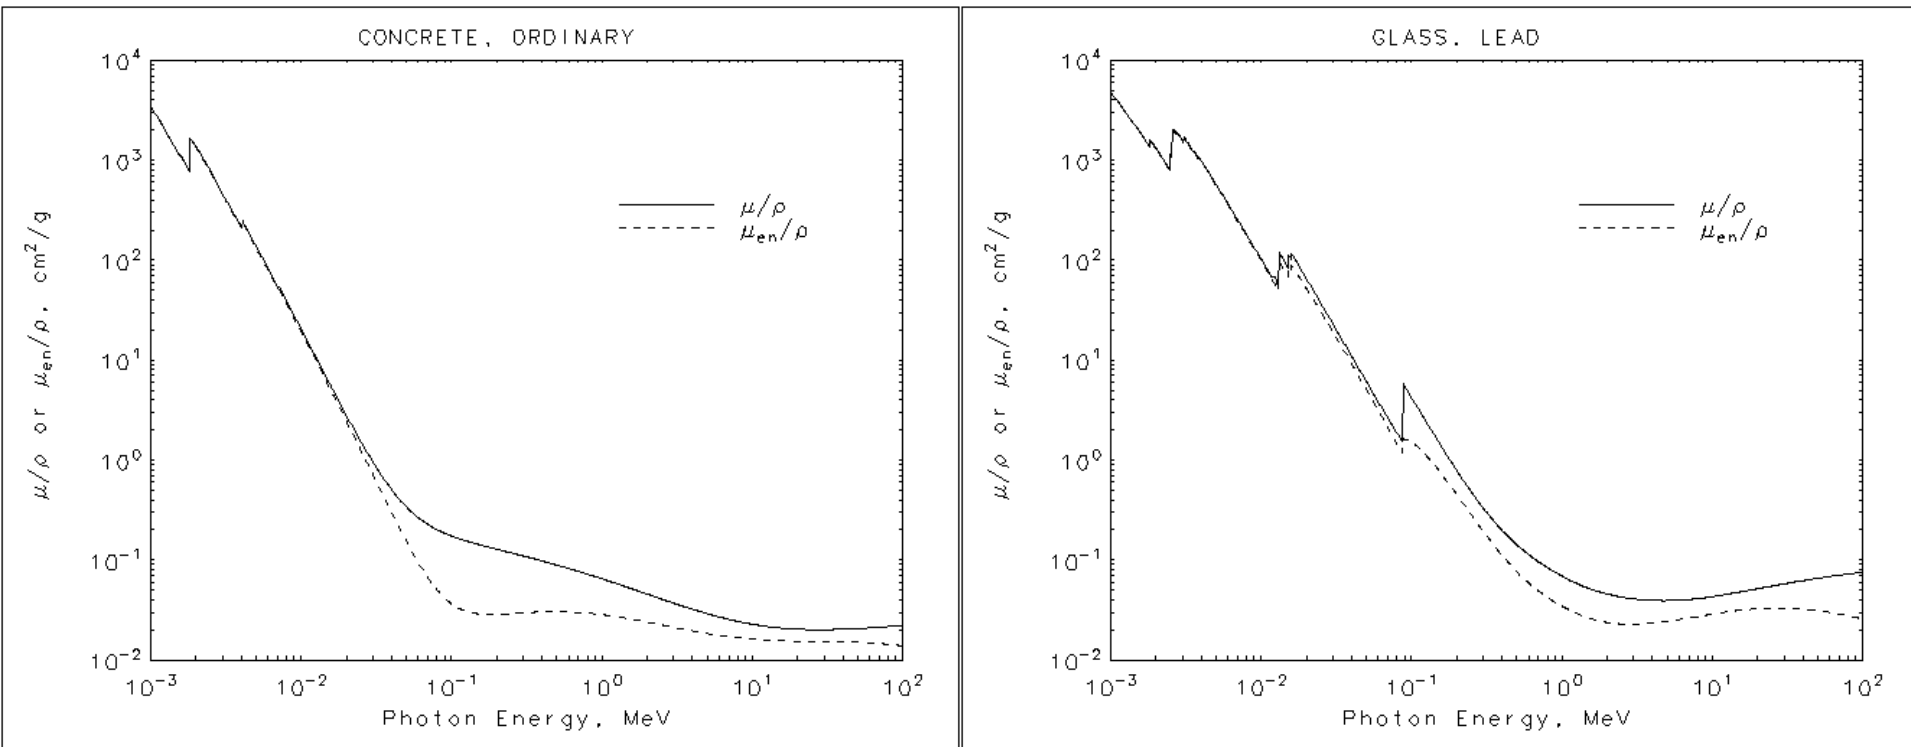 CONCRETE, ORDINARY
10⁴
10³
10²
10¹
10⁰
10⁻¹
10⁻²
μ/ρ or μₑₙ/ρ, cm²/g
μ/ρ
μₑₙ/ρ
10⁻³ 10⁻² 10⁻¹ 10⁰ 10¹ 10²
Photon Energy, MeV
GLASS, LEAD
10⁴
10³
10²
10¹
10⁰
10⁻¹
10⁻²
μ/ρ or μₑₙ/ρ, cm²/g
μ/ρ
μₑₙ/ρ
10⁻³ 10⁻² 10⁻¹ 10⁰ 10¹ 10²
Photon Energy, MeV